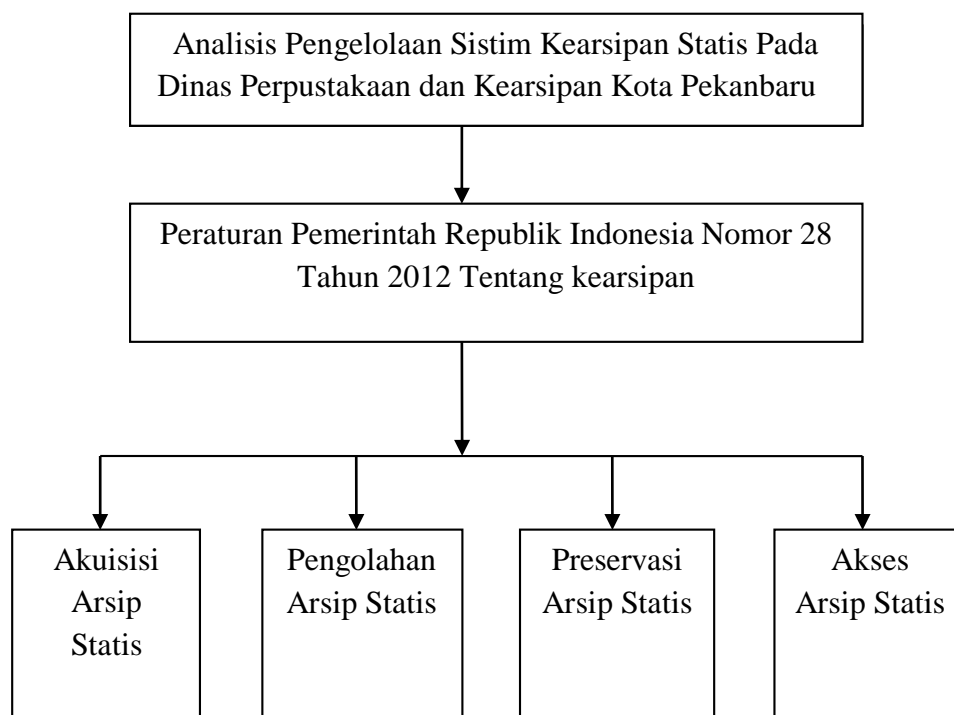 Analisis Pengelolaan Sistim Kearsipan Statis Pada
Dinas Perpustakaan dan Kearsipan Kota Pekanbaru
Peraturan Pemerintah Republik Indonesia Nomor 28
Tahun 2012 Tentang kearsipan
Akuisisi
Arsip
Statis
Pengolahan
Arsip Statis
Preservasi
Arsip Statis
Akses
Arsip Statis